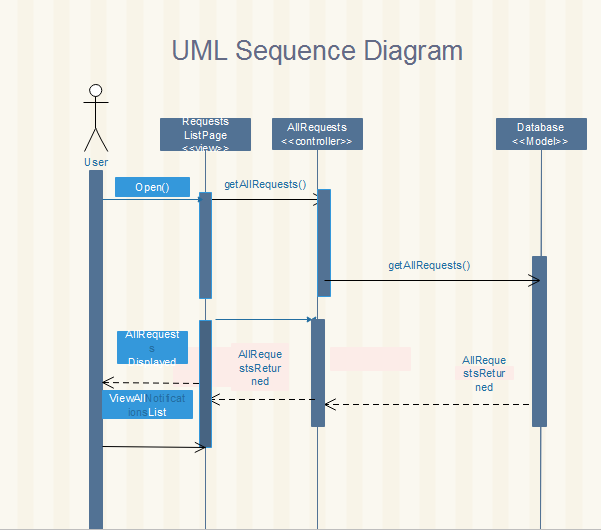 UML Sequence Diagram
Requests
ListPage
<<view>>
AllRequests
<<controller>>
Database
<<Model>>
User
Open()
getAllRequests()
getAllRequests()
AllRequest
s
Displayed
AllReque
stsRetur
ned
AllReque
stsRetur
ned
ViewAllNotificat
ionsList